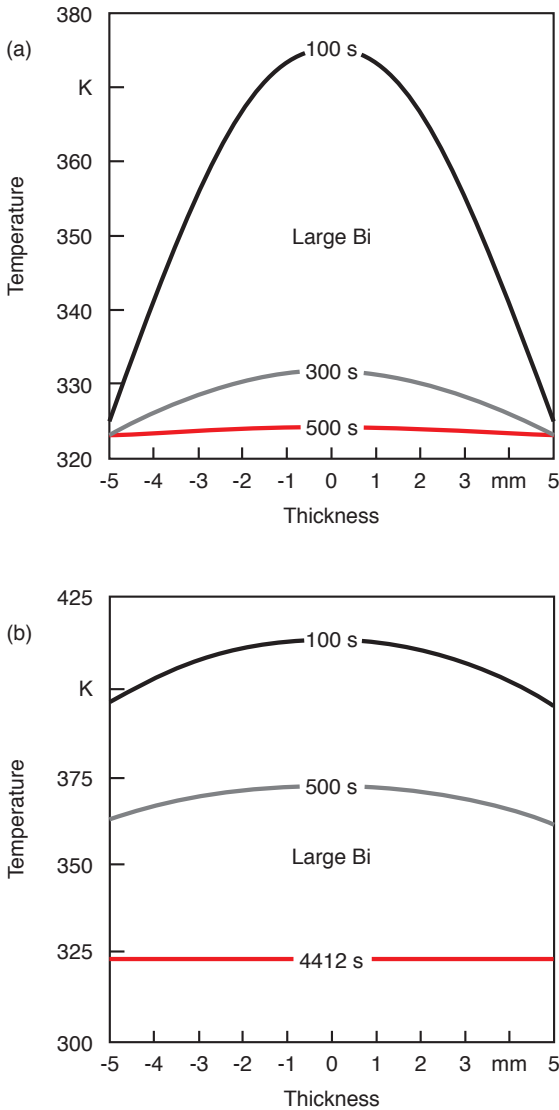 380
(a)
100 s
K
360
Temperature
350
Large Bi
340
330
300 s
500 s
320
-5 -4 -3 -2 -1 0 1 2 3 mm 5
Thickness
425
(b)
100 s
K
375
500 s
Temperature
350
Large Bi
325
4412 s
300
-5 -4 -3 -2 -1 0 1 2 3 mm 5
Thickness